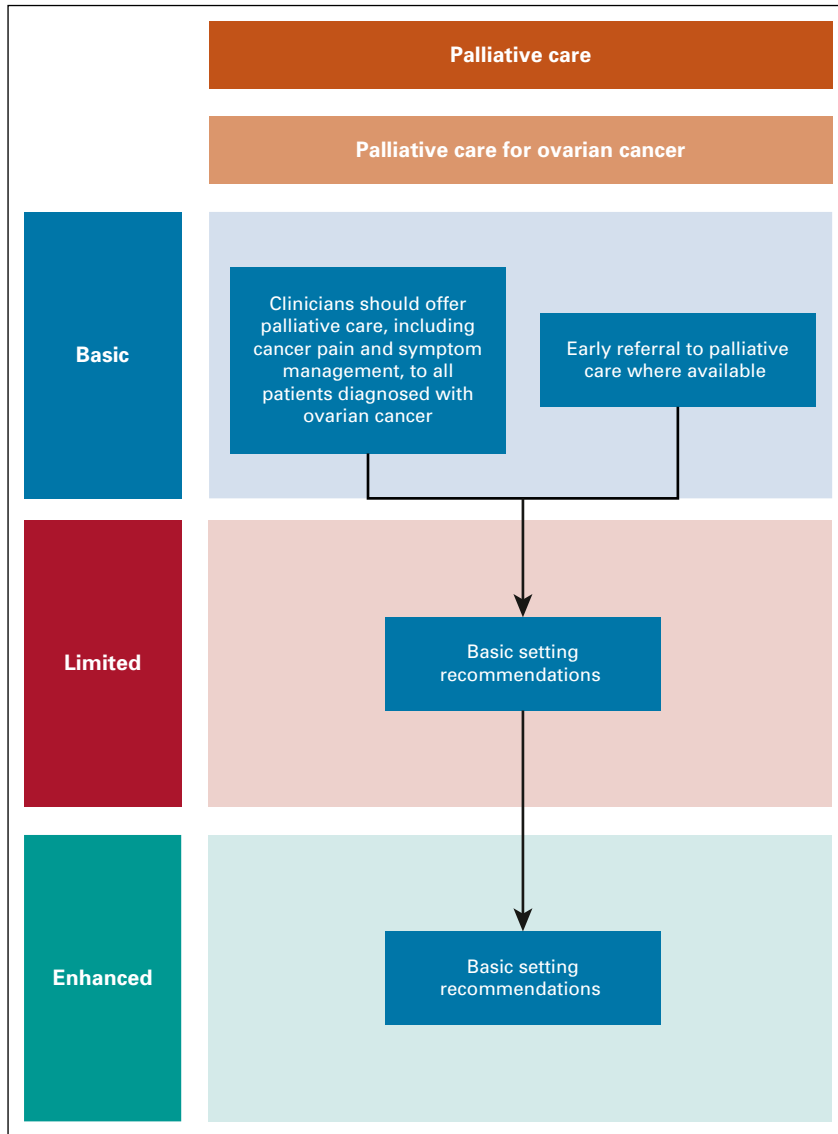 Palliative care
Palliative care for ovarian cancer
Basic
Clinicians should offer
palliative care, including
cancer pain and symptom
management, to all
patients diagnosed with
ovarian cancer
Early referral to palliative
care where available
Limited
Basic setting
recommendations
Enhanced
Basic setting
recommendations